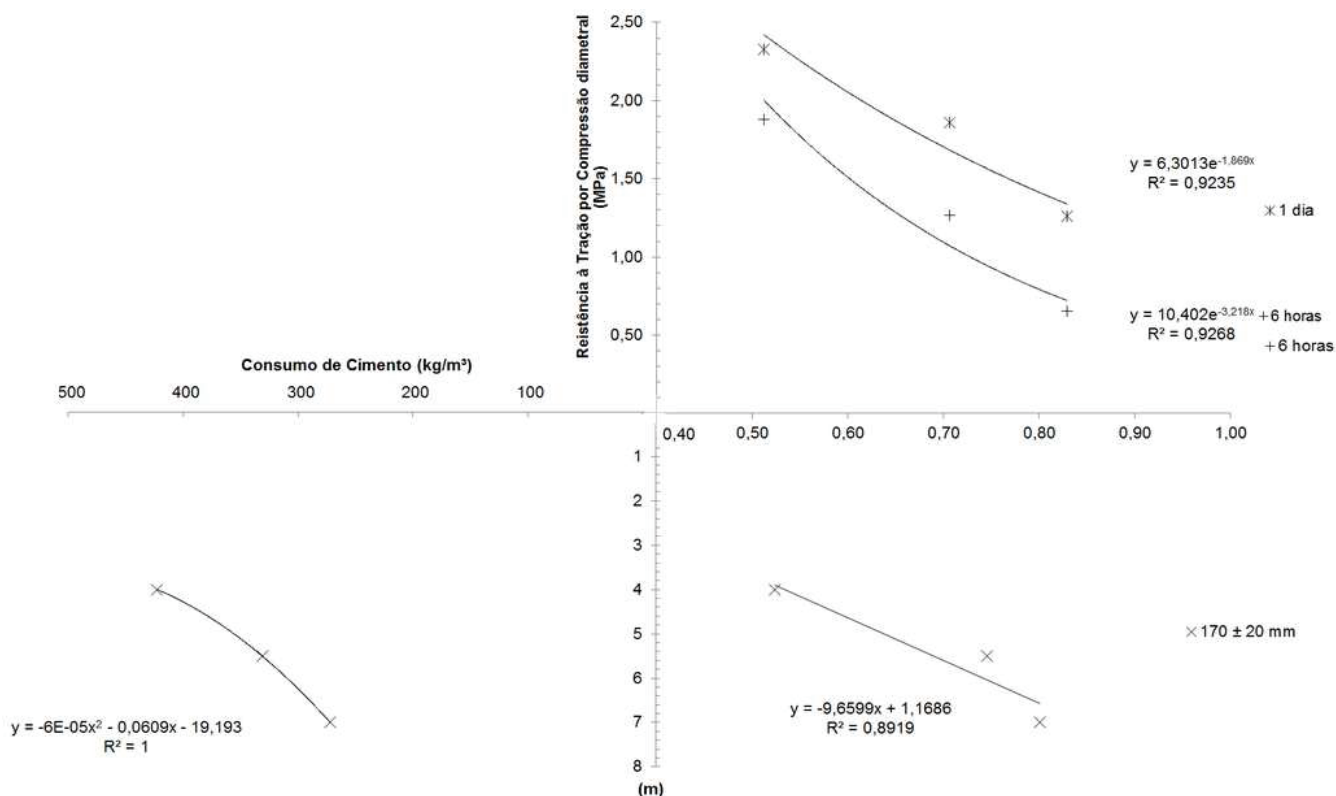 Reistência à Tração por Compressão diametral
(MPa)
2,50
2,00
1,50
1,00
0,50
y = 6,3013e^-1,869x
R² = 0,9235
1 dia
y = 10,402e^-3,218x
R² = 0,9268
6 horas
6 horas
Consumo de Cimento (kg/m³)
500 400 300 200 100
0,40 0,50 0,60 0,70 0,80 0,90 1,00
1
2
3
4
5
6
7
8
(m)
170 ± 20 mm
y = -9,6599x + 1,1686
R² = 0,8919
y = -6E-05x² - 0,0609x - 19,193
R² = 1